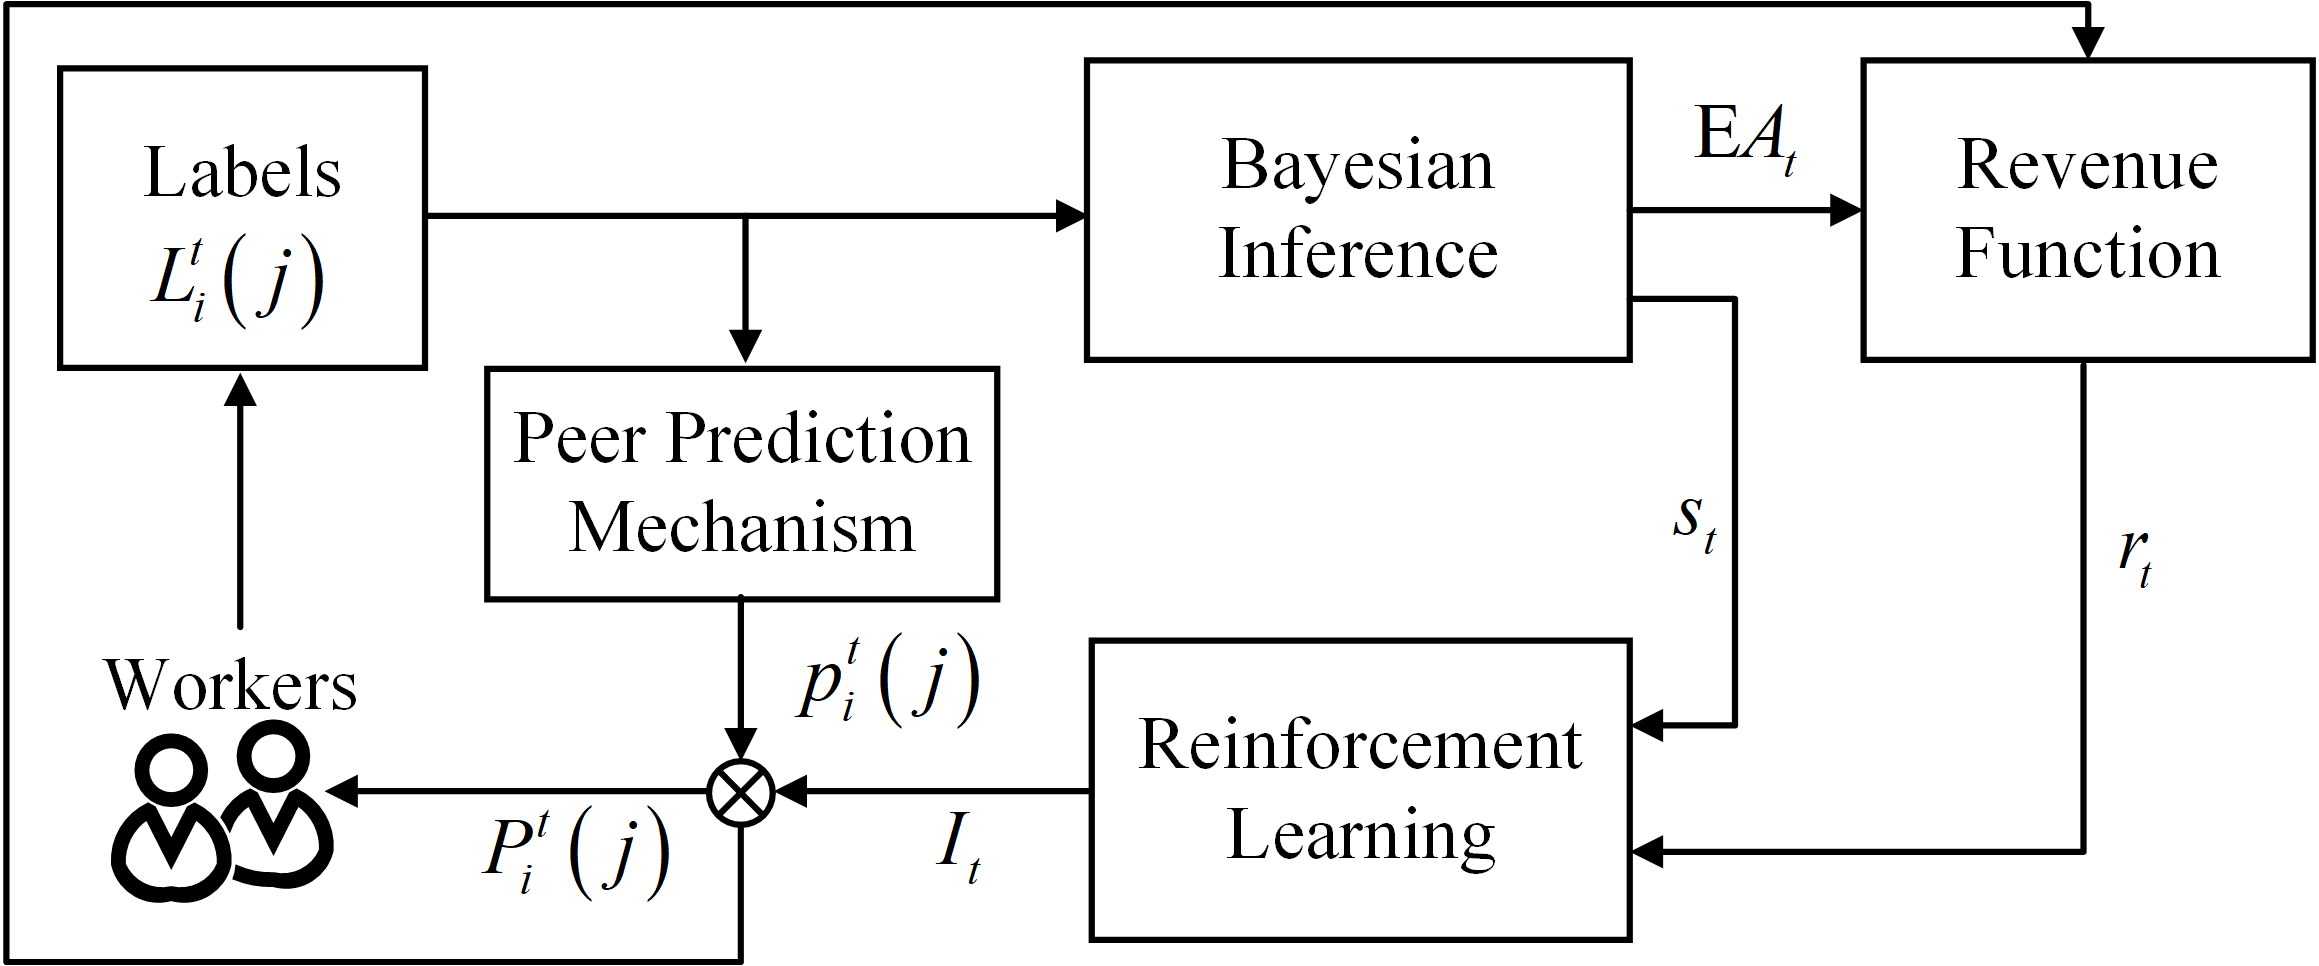 Labels
L_i^t(j)
Bayesian
Inference
EA_t
Revenue
Function
Peer Prediction
Mechanism
s_t
r_t
p_i^t(j)
Workers
P_i^t(j)
I_t
Reinforcement
Learning